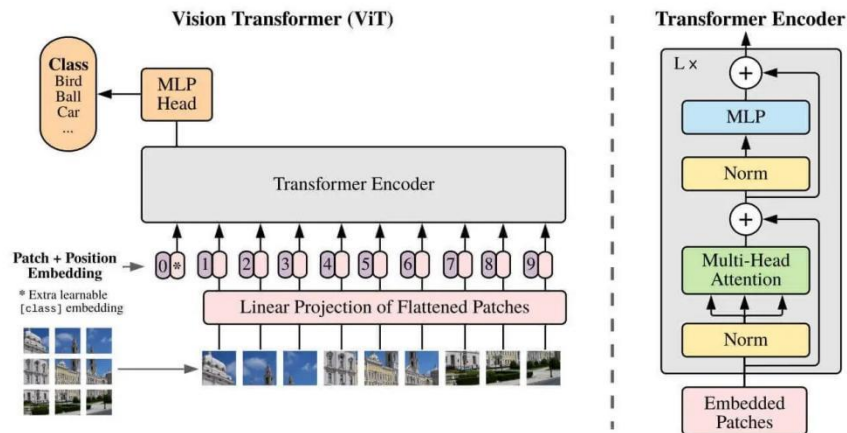 Vision Transformer (ViT)
Class
Bird
Ball
Car
...
MLP
Head
Transformer Encoder
Patch + Position
Embedding
0 * 1 2 3 4 5 6 7 8 9
* Extra learnable
[class] embedding
Linear Projection of Flattened Patches
Transformer Encoder
L ×
+
MLP
Norm
+
Multi-Head
Attention
Norm
Embedded
Patches